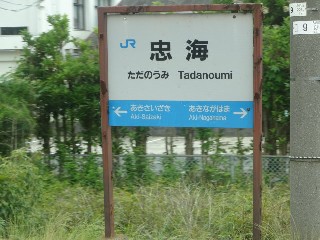 JR
忠海
ただのうみ Tadanoumi
← あきさいざき あきながはま →
Aki-Saizaki Aki-Nagahama
9